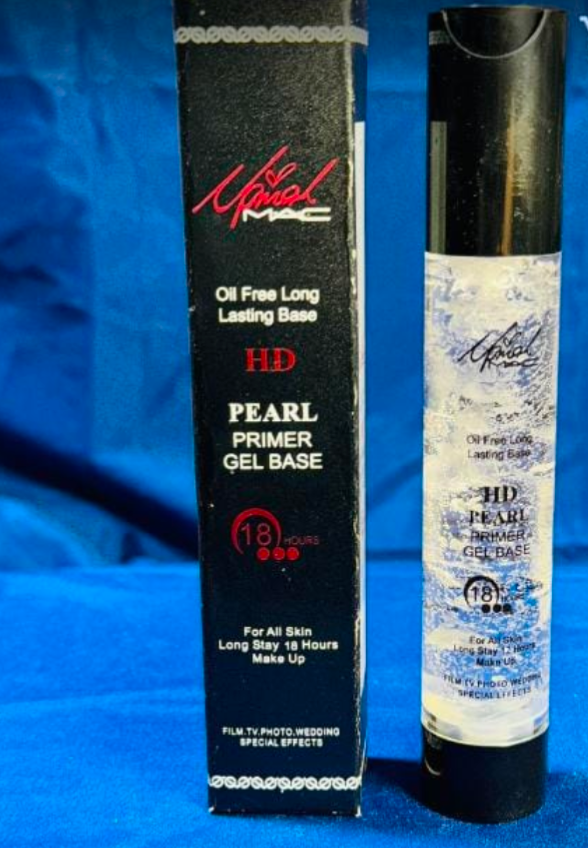 MAC
Oil Free Long
Lasting Base
HD
PEARL
PRIMER
GEL BASE
18 HOURS
For All Skin
Long Stay 18 Hours
Make Up
FILM.TV.PHOTO.WEDDING
SPECIAL EFFECTS
MAC
Oil Free Long
Lasting Base
HD
PEARL
PRIMER
GEL BASE
18
For All Skin
Long Stay 12 Hours
Make Up
FILM.TV.PHOTO.WEDDING
SPECIAL EFFECTS